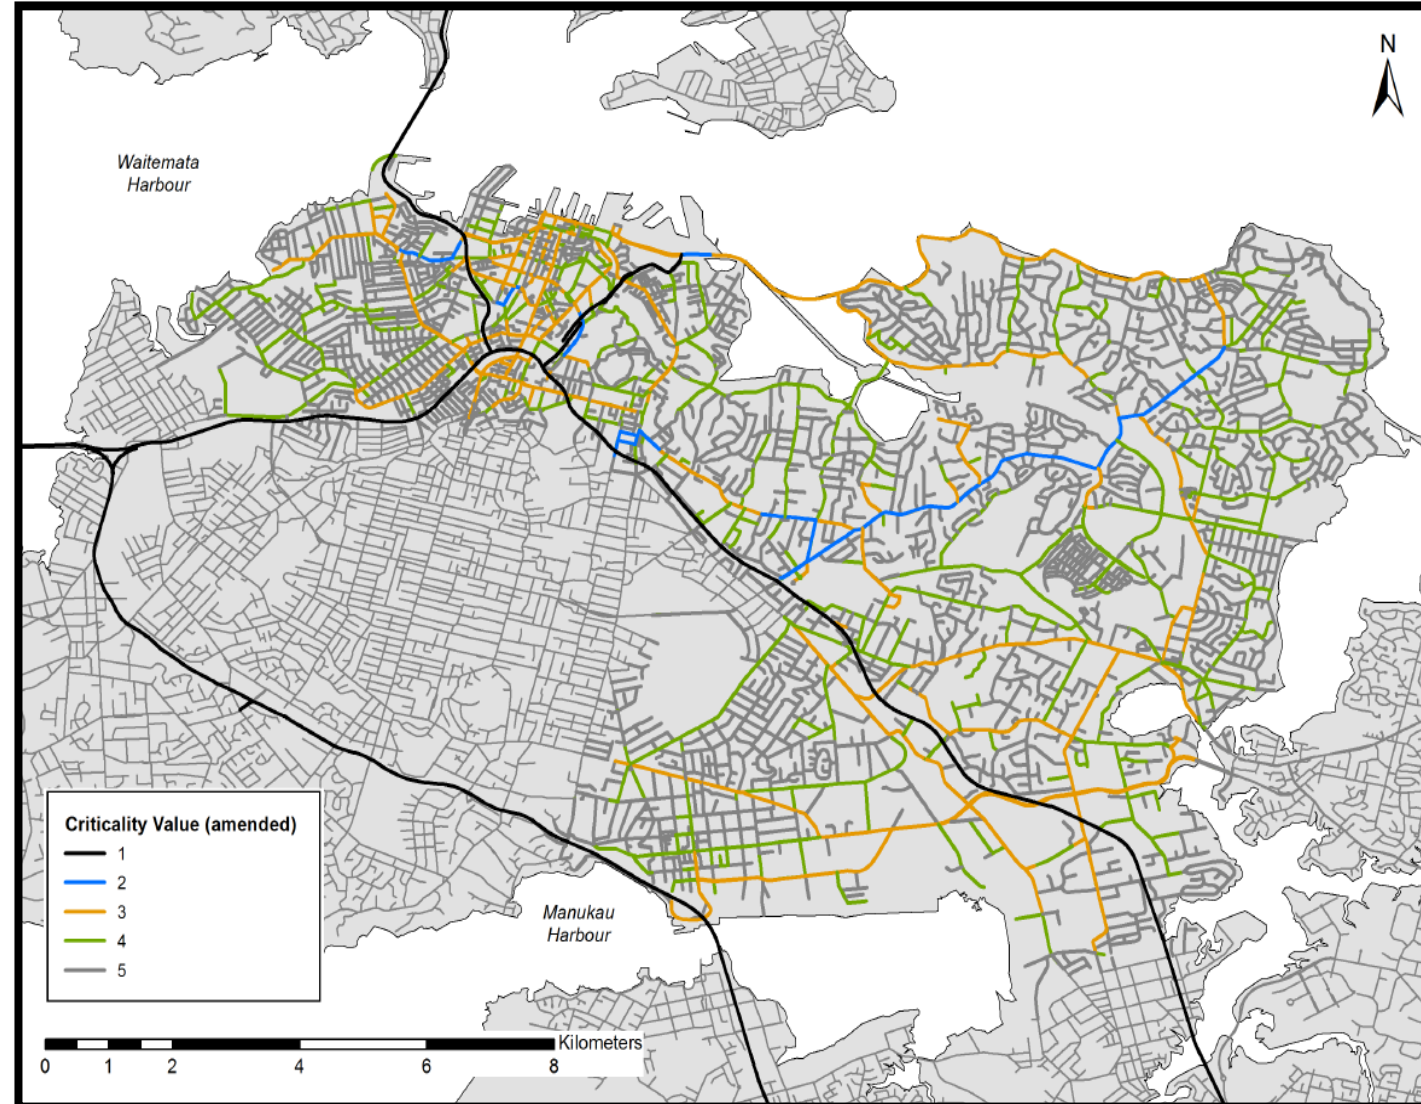 N
Waitemata
Harbour
Criticality Value (amended)
1
2
3
4
5
Manukau
Harbour
Kilometers
0 1 2 4 6 8